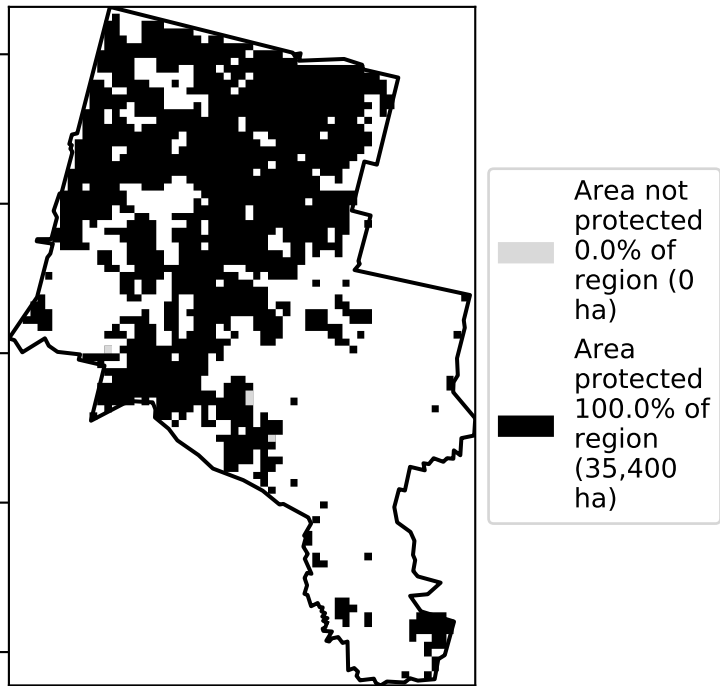 Area not
protected
0.0% of
region (0
ha)
Area
protected
100.0% of
region
(35,400
ha)